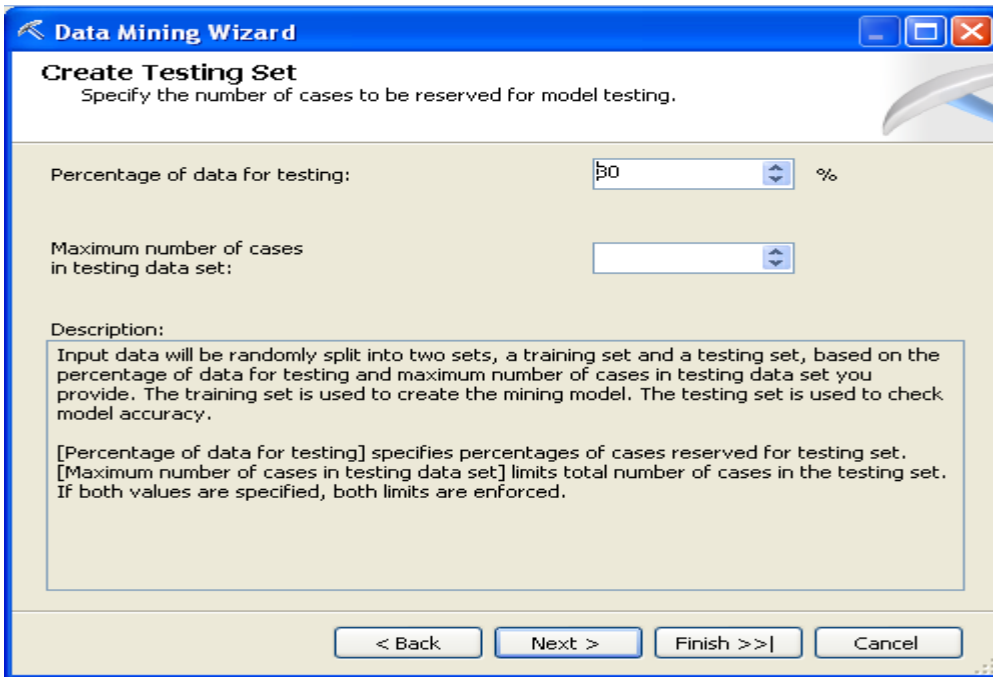 Data Mining Wizard
Create Testing Set
Specify the number of cases to be reserved for model testing.
Percentage of data for testing: 30 %
Maximum number of cases
in testing data set:
Description:
Input data will be randomly split into two sets, a training set and a testing set, based on the
percentage of data for testing and maximum number of cases in testing data set you
provide. The training set is used to create the mining model. The testing set is used to check
model accuracy.
[Percentage of data for testing] specifies percentages of cases reserved for testing set.
[Maximum number of cases in testing data set] limits total number of cases in the testing set.
If both values are specified, both limits are enforced.
< Back Next > Finish >>| Cancel